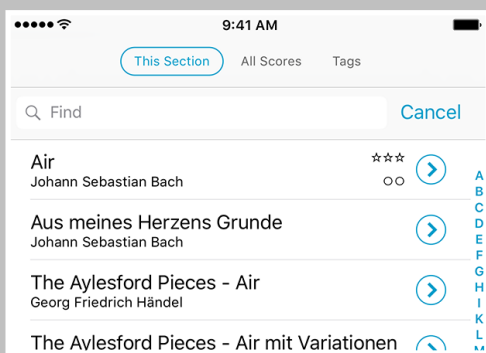 9:41 AM
This Section All Scores Tags
Find Cancel
Air
Johann Sebastian Bach
Aus meines Herzens Grunde
Johann Sebastian Bach
The Aylesford Pieces - Air
Georg Friedrich Händel
The Aylesford Pieces - Air mit Variationen
A
B
C
D
E
F
G
H
I
K
L
M